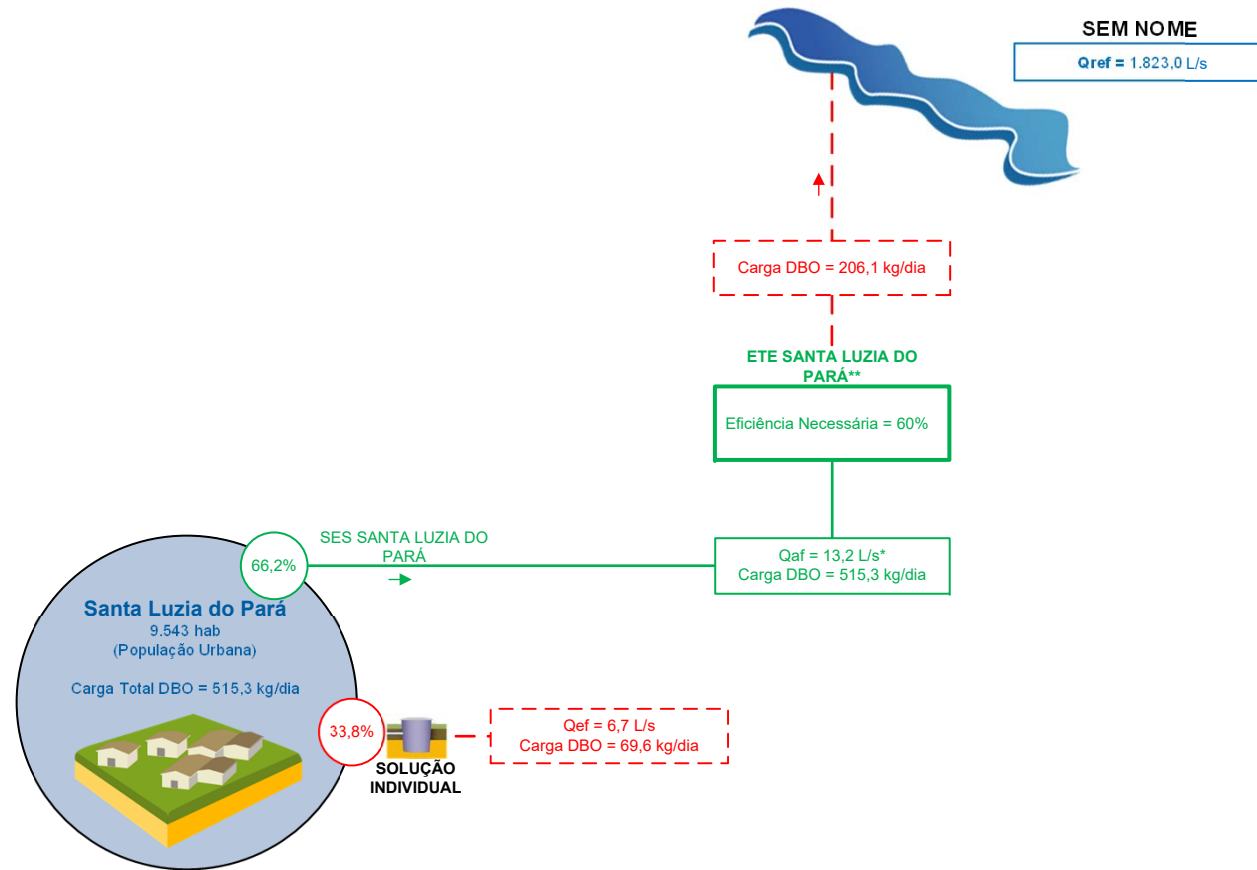 SEM NOME
Qref = 1.823,0 L/s
Carga DBO = 206,1 kg/dia
ETE SANTA LUZIA DO
PARÁ**
Eficiência Necessária = 60%
SES SANTA LUZIA DO
PARÁ
66,2%
Qaf = 13,2 L/s*
Carga DBO = 515,3 kg/dia
Santa Luzia do Pará
9.543 hab
(População Urbana)
Carga Total DBO = 515,3 kg/dia
33,8%
SOLUÇÃO
INDIVIDUAL
Qef = 6,7 L/s
Carga DBO = 69,6 kg/dia